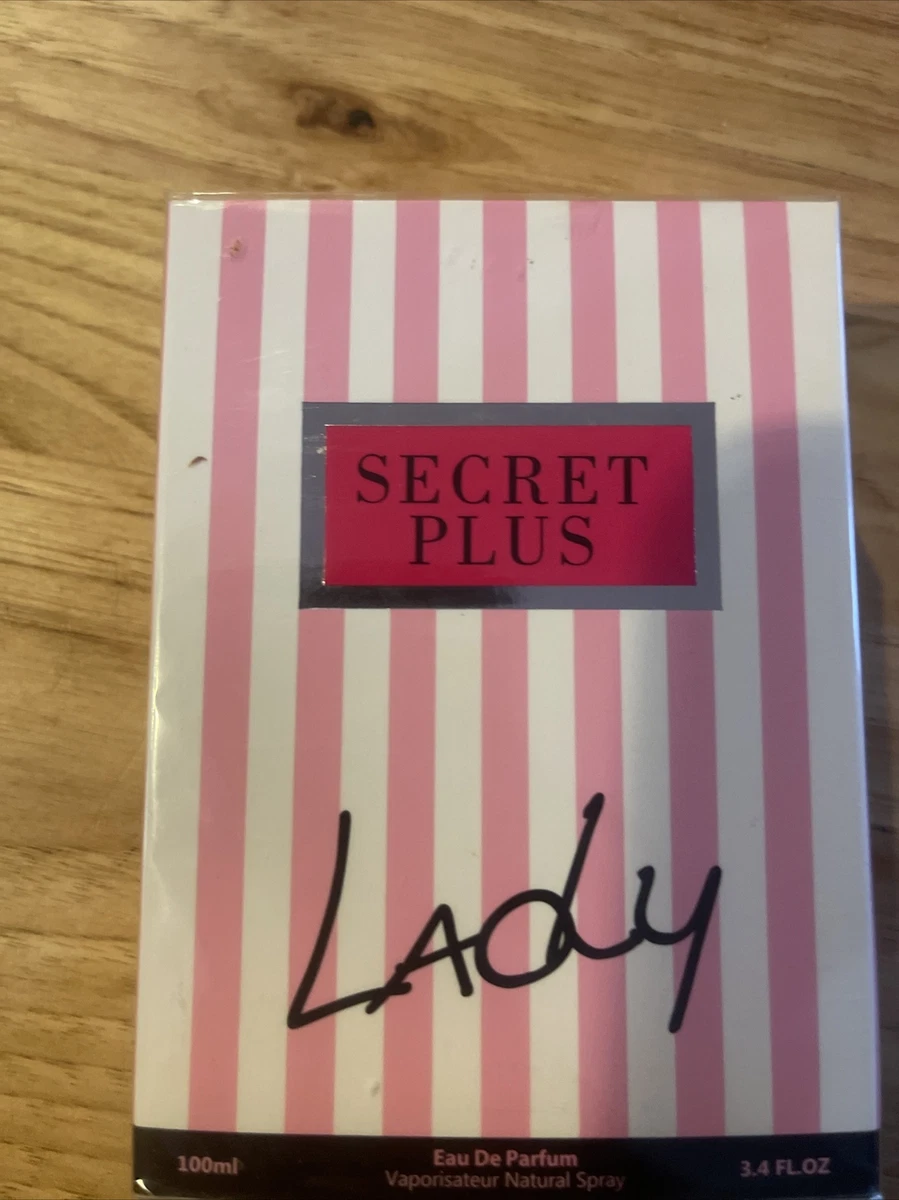 SECRET
PLUS
LAdy
100ml
Eau De Parfum
Vaporisateur Natural Spray
3.4 FL.OZ